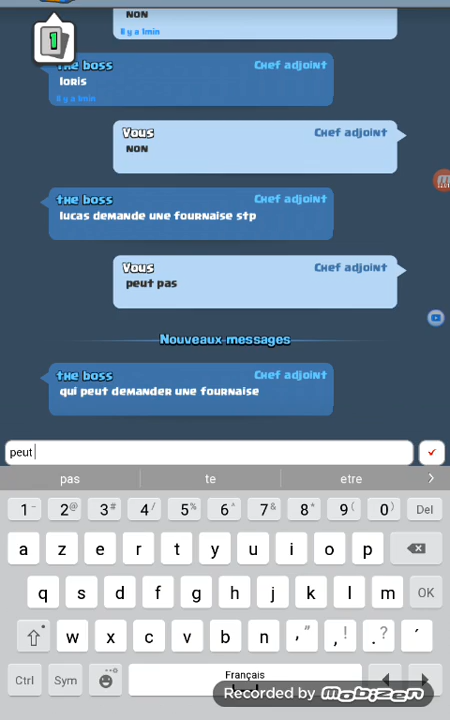 1
NON
Il y a 1min
the boss Chef adjoint
loris
Il y a 1min
Vous Chef adjoint
NON
the boss Chef adjoint
lucas demande une fournaise stp
Vous Chef adjoint
peut pas
Nouveaux messages
the boss Chef adjoint
qui peut demander une fournaise
peut
pas te etre
1 - 2 @ 3 # 4 / 5 % 6 ^ 7 & 8 * 9 ( 0 ) Del
a z e r t y u i o p
q s d f g h j k l m OK
w x c v b n ' " , ! . ? ´
Ctrl Sym Français
Recorded by mobizen